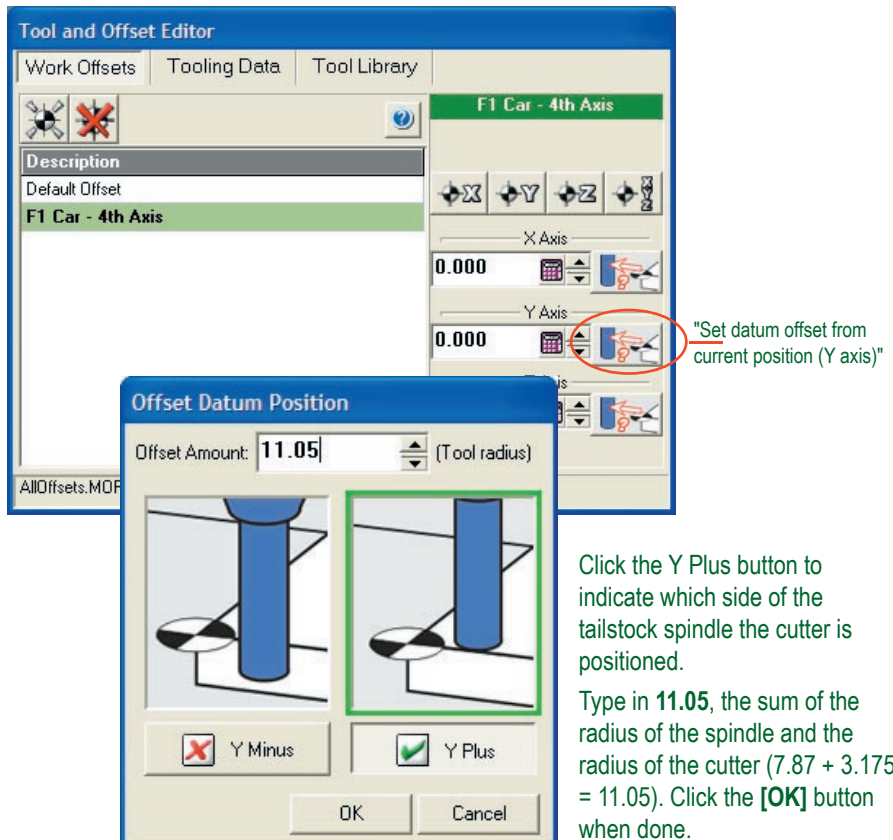 Tool and Offset Editor
Work Offsets Tooling Data Tool Library
F1 Car - 4th Axis
Description
Default Offset
F1 Car - 4th Axis
X Y Z XYZ
X Axis
0.000
Y Axis
0.000
"Set datum offset from
current position (Y axis)"
AllOffsets.MOF
Offset Datum Position
Offset Amount: 11.05 (Tool radius)
Y Minus
Y Plus
OK
Cancel
Click the Y Plus button to
indicate which side of the
tailstock spindle the cutter is
positioned.
Type in 11.05, the sum of the
radius of the spindle and the
radius of the cutter (7.87 + 3.175
= 11.05). Click the [OK] button
when done.